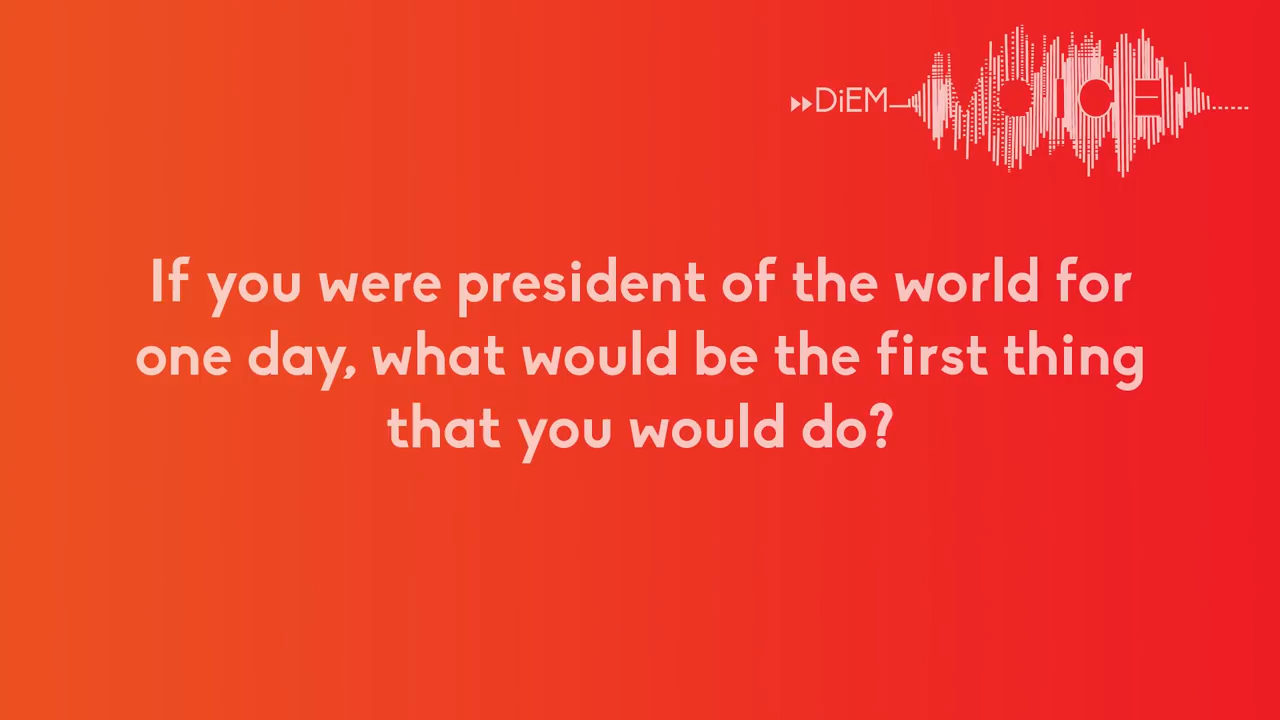 DiEM VOICE
If you were president of the world for
one day, what would be the first thing
that you would do?